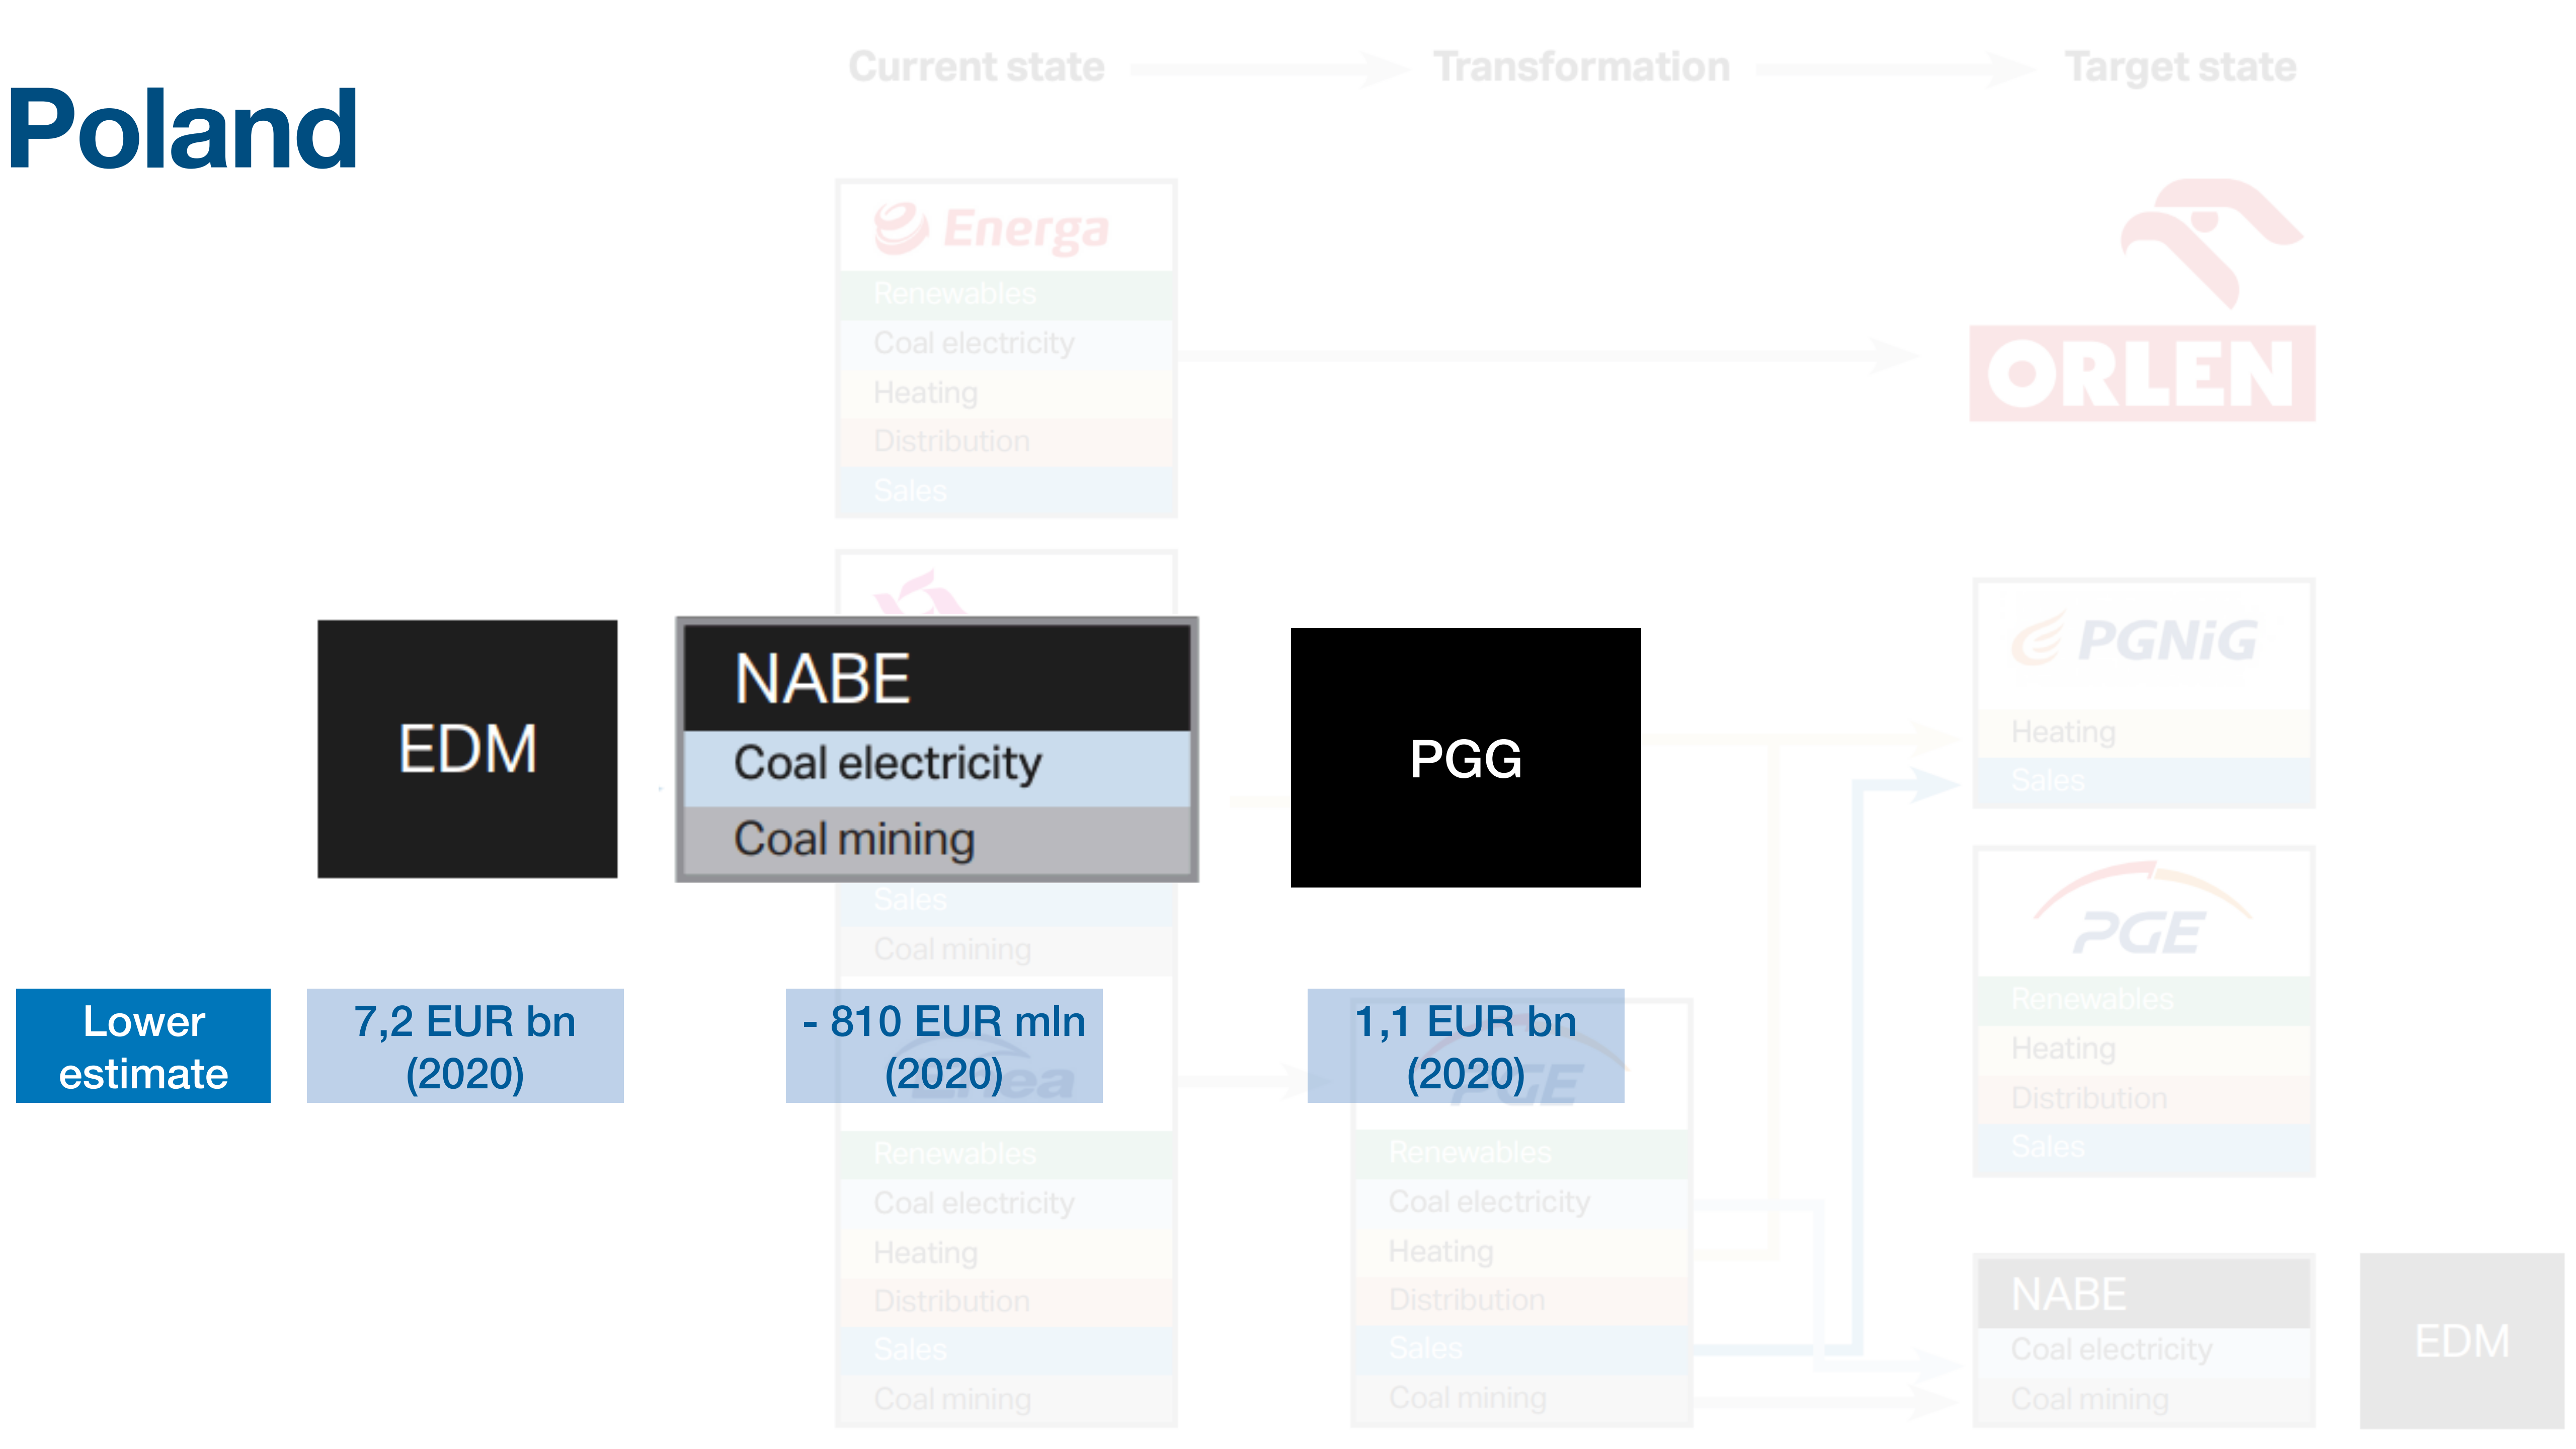 Current state
Transformation
Target state
Poland
Energa
Renewables
Coal electricity
Heating
Distribution
Sales
ORLEN
EDM
NABE
Coal electricity
Coal mining
PGG
PGNiG
Heating
Sales
Sales
Coal mining
PGE
Renewables
Heating
Distribution
Sales
Lower
estimate
7,2 EUR bn
(2020)
- 810 EUR mln
(2020)
Enea
1,1 EUR bn
(2020)
PGE
Renewables
Coal electricity
Heating
Distribution
Sales
Coal mining
Renewables
Coal electricity
Heating
Distribution
Sales
Coal mining
NABE
Coal electricity
Coal mining
EDM